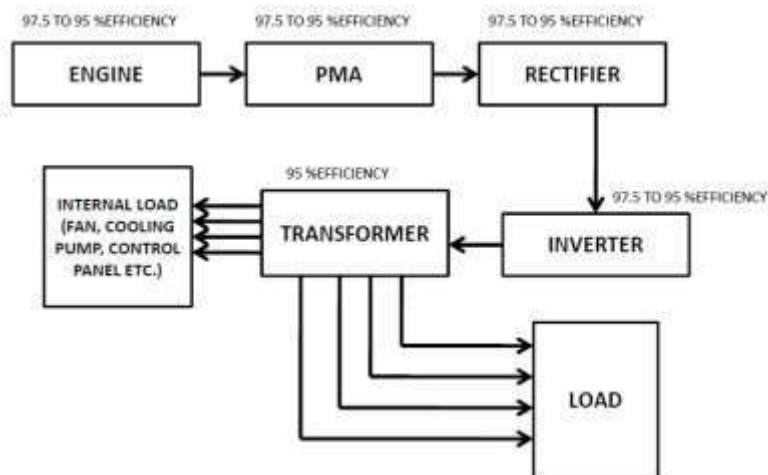 97.5 TO 95 %EFFICIENCY
97.5 TO 95 %EFFICIENCY
97.5 TO 95 %EFFICIENCY
ENGINE
PMA
RECTIFIER
95 %EFFICIENCY
97.5 TO 95 %EFFICIENCY
INTERNAL LOAD
(FAN, COOLING
PUMP, CONTROL
PANEL ETC.)
TRANSFORMER
INVERTER
LOAD